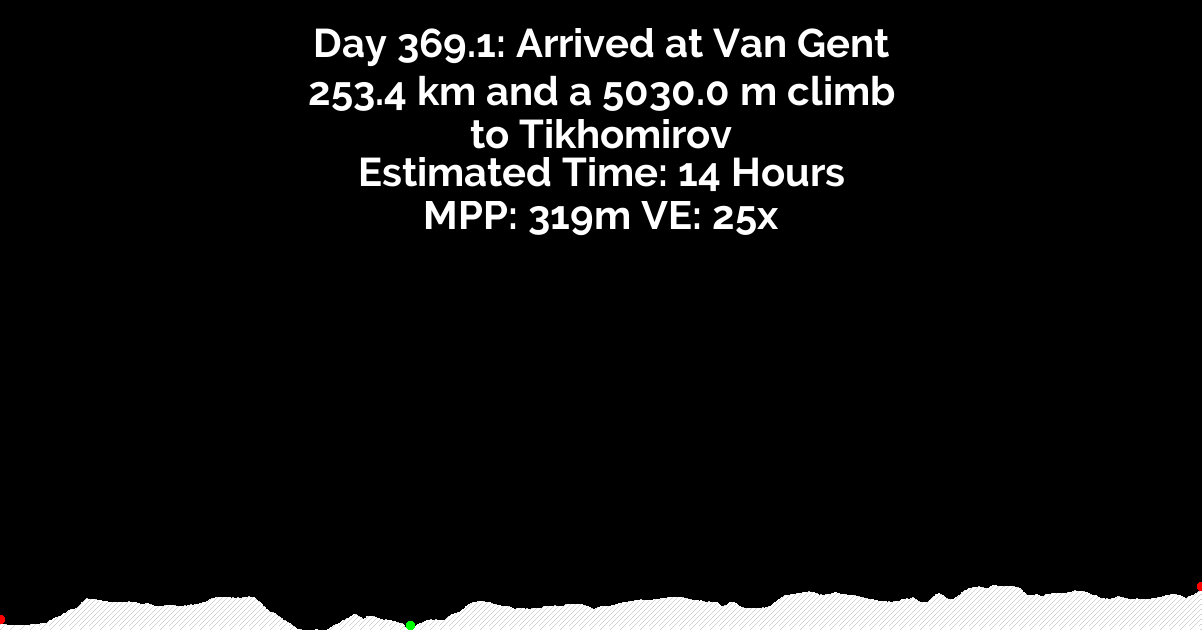 Day 369.1: Arrived at Van Gent
253.4 km and a 5030.0 m climb
to Tikhomirov
Estimated Time: 14 Hours
MPP: 319m VE: 25x